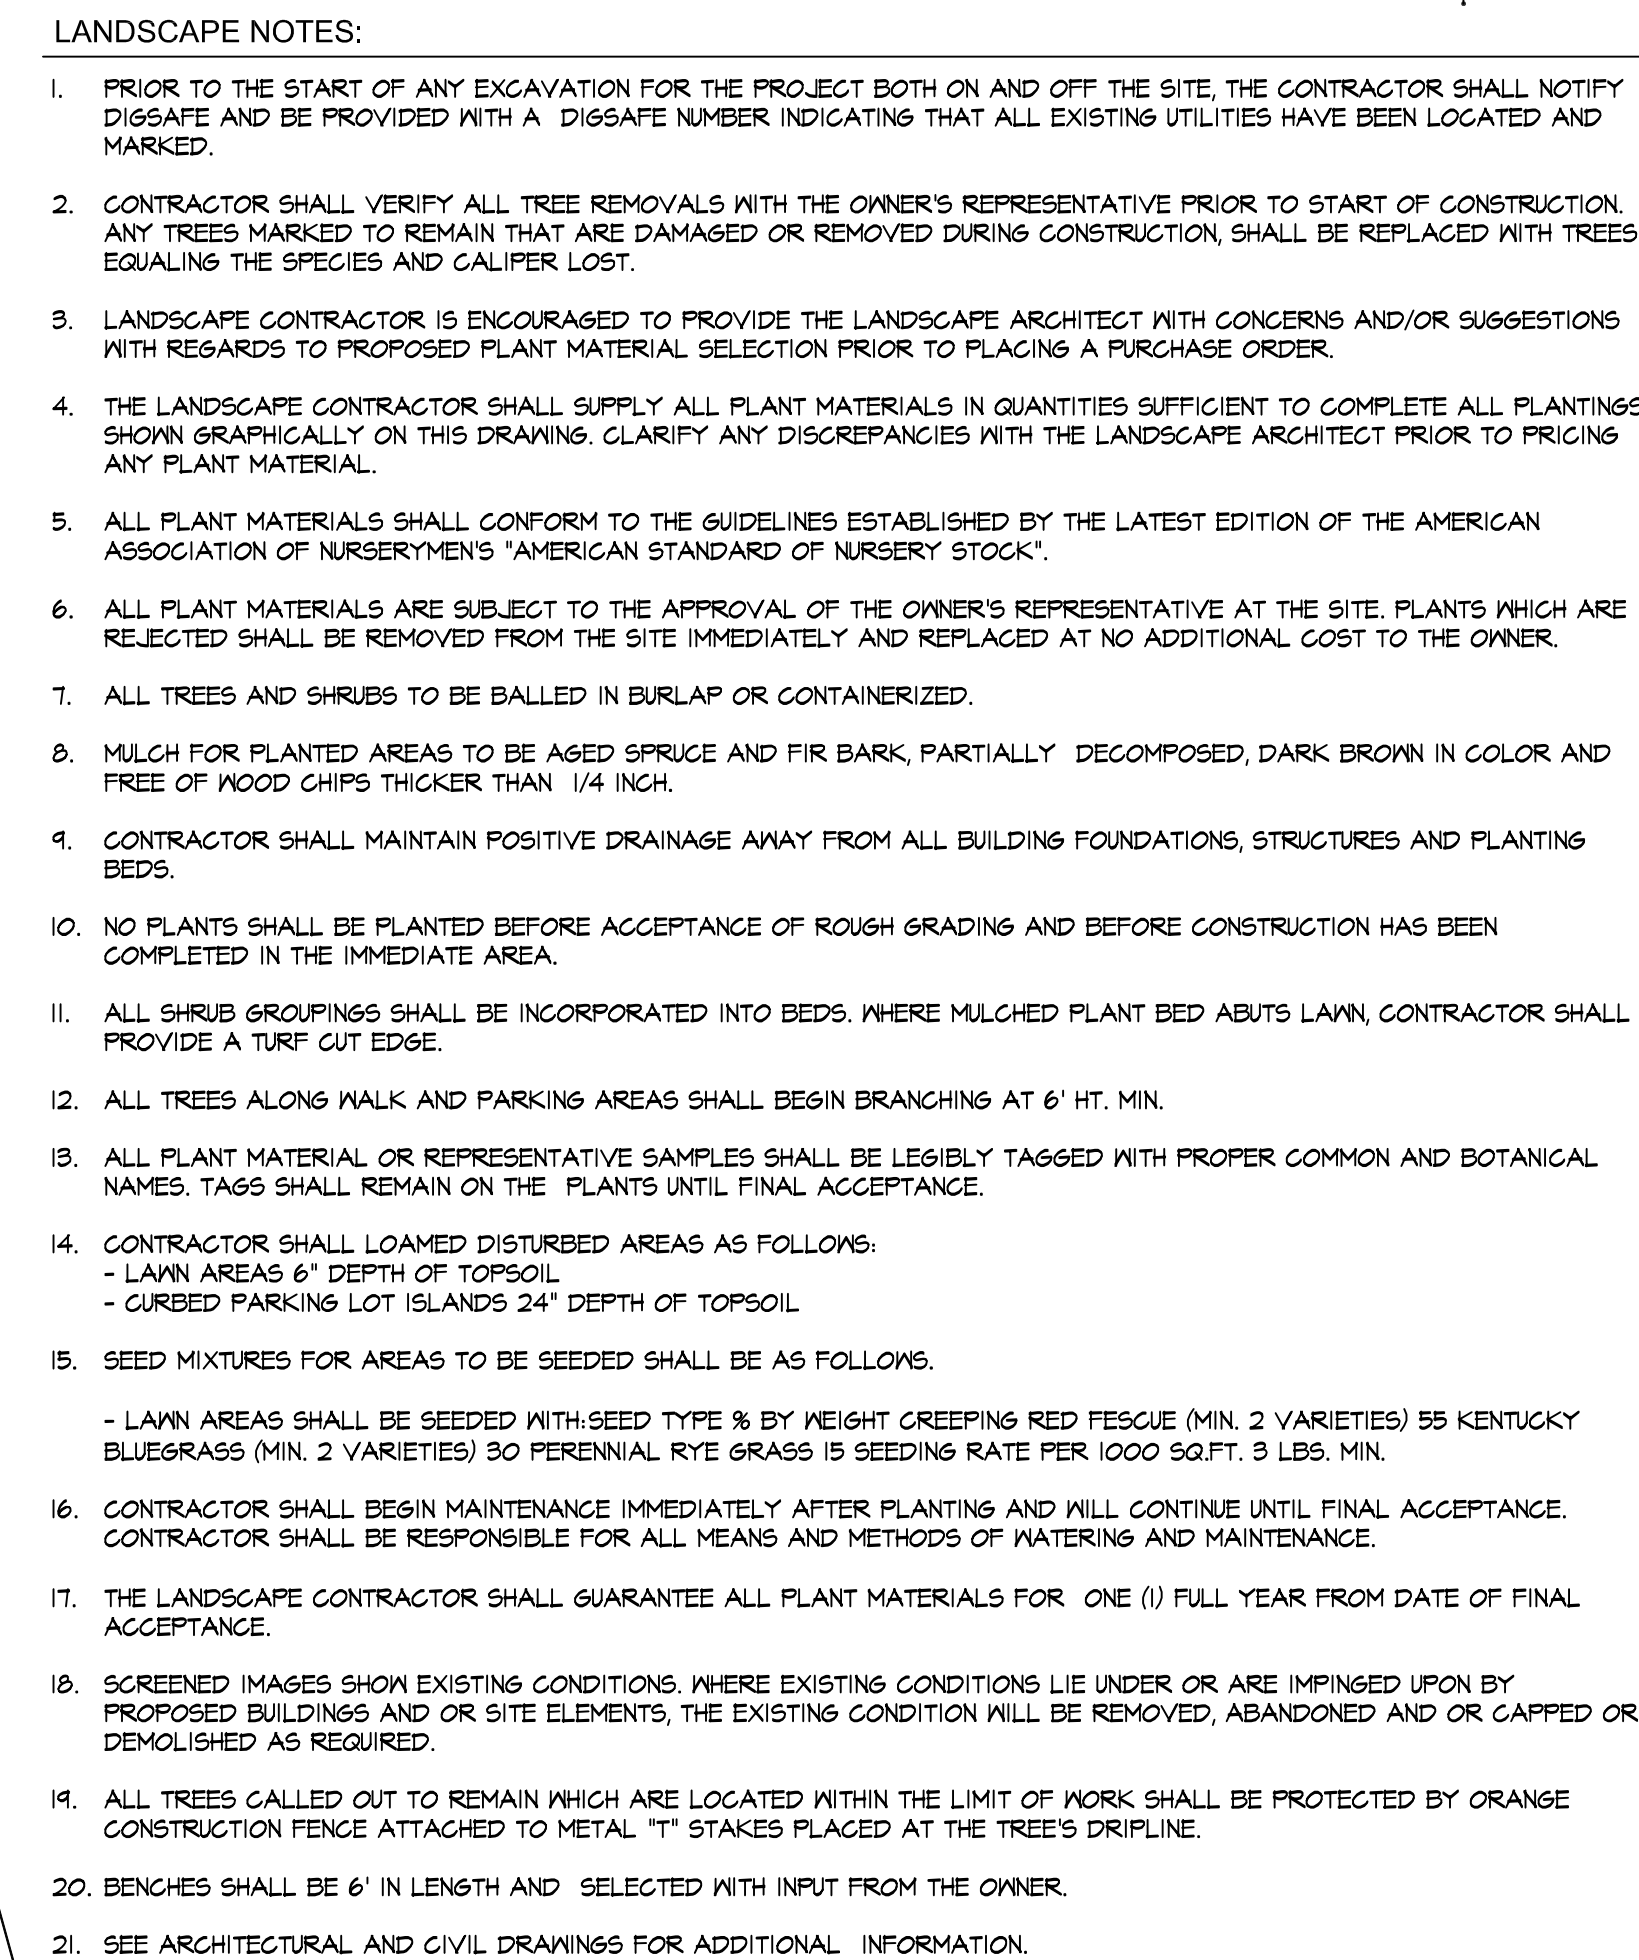 LANDSCAPE NOTES:
1. PRIOR TO THE START OF ANY EXCAVATION FOR THE PROJECT BOTH ON AND OFF THE SITE, THE CONTRACTOR SHALL NOTIFY
DIGSAFE AND BE PROVIDED WITH A DIGSAFE NUMBER INDICATING THAT ALL EXISTING UTILITIES HAVE BEEN LOCATED AND
MARKED.
2. CONTRACTOR SHALL VERIFY ALL TREE REMOVALS WITH THE OWNER'S REPRESENTATIVE PRIOR TO START OF CONSTRUCTION.
ANY TREES MARKED TO REMAIN THAT ARE DAMAGED OR REMOVED DURING CONSTRUCTION, SHALL BE REPLACED WITH TREES
EQUALING THE SPECIES AND CALIPER LOST.
3. LANDSCAPE CONTRACTOR IS ENCOURAGED TO PROVIDE THE LANDSCAPE ARCHITECT WITH CONCERNS AND/OR SUGGESTIONS
WITH REGARDS TO PROPOSED PLANT MATERIAL SELECTION PRIOR TO PLACING A PURCHASE ORDER.
4. THE LANDSCAPE CONTRACTOR SHALL SUPPLY ALL PLANT MATERIALS IN QUANTITIES SUFFICIENT TO COMPLETE ALL PLANTINGS
SHOWN GRAPHICALLY ON THIS DRAWING. CLARIFY ANY DISCREPANCIES WITH THE LANDSCAPE ARCHITECT PRIOR TO PRICING
ANY PLANT MATERIAL.
5. ALL PLANT MATERIALS SHALL CONFORM TO THE GUIDELINES ESTABLISHED BY THE LATEST EDITION OF THE AMERICAN
ASSOCIATION OF NURSERYMEN'S "AMERICAN STANDARD OF NURSERY STOCK".
6. ALL PLANT MATERIALS ARE SUBJECT TO THE APPROVAL OF THE OWNER'S REPRESENTATIVE AT THE SITE. PLANTS WHICH ARE
REJECTED SHALL BE REMOVED FROM THE SITE IMMEDIATELY AND REPLACED AT NO ADDITIONAL COST TO THE OWNER.
7. ALL TREES AND SHRUBS TO BE BALLED IN BURLAP OR CONTAINERIZED.
8. MULCH FOR PLANTED AREAS TO BE AGED SPRUCE AND FIR BARK, PARTIALLY DECOMPOSED, DARK BROWN IN COLOR AND
FREE OF WOOD CHIPS THICKER THAN 1/4 INCH.
9. CONTRACTOR SHALL MAINTAIN POSITIVE DRAINAGE AWAY FROM ALL BUILDING FOUNDATIONS, STRUCTURES AND PLANTING
BEDS.
10. NO PLANTS SHALL BE PLANTED BEFORE ACCEPTANCE OF ROUGH GRADING AND BEFORE CONSTRUCTION HAS BEEN
COMPLETED IN THE IMMEDIATE AREA.
11. ALL SHRUB GROUPINGS SHALL BE INCORPORATED INTO BEDS. WHERE MULCHED PLANT BED ABUTS LAWN, CONTRACTOR SHALL
PROVIDE A TURF CUT EDGE.
12. ALL TREES ALONG WALK AND PARKING AREAS SHALL BEGIN BRANCHING AT 6' HT. MIN.
13. ALL PLANT MATERIAL OR REPRESENTATIVE SAMPLES SHALL BE LEGIBLY TAGGED WITH PROPER COMMON AND BOTANICAL
NAMES. TAGS SHALL REMAIN ON THE PLANTS UNTIL FINAL ACCEPTANCE.
14. CONTRACTOR SHALL LOAMED DISTURBED AREAS AS FOLLOWS:
- LAWN AREAS 6" DEPTH OF TOPSOIL
- CURBED PARKING LOT ISLANDS 24" DEPTH OF TOPSOIL
15. SEED MIXTURES FOR AREAS TO BE SEEDED SHALL BE AS FOLLOWS.
- LAWN AREAS SHALL BE SEEDED WITH:SEED TYPE % BY WEIGHT CREEPING RED FESCUE (MIN. 2 VARIETIES) 55 KENTUCKY
BLUEGRASS (MIN. 2 VARIETIES) 30 PERENNIAL RYE GRASS 15 SEEDING RATE PER 1000 SQ.FT. 3 LBS. MIN.
16. CONTRACTOR SHALL BEGIN MAINTENANCE IMMEDIATELY AFTER PLANTING AND WILL CONTINUE UNTIL FINAL ACCEPTANCE.
CONTRACTOR SHALL BE RESPONSIBLE FOR ALL MEANS AND METHODS OF WATERING AND MAINTENANCE.
17. THE LANDSCAPE CONTRACTOR SHALL GUARANTEE ALL PLANT MATERIALS FOR ONE (1) FULL YEAR FROM DATE OF FINAL
ACCEPTANCE.
18. SCREENED IMAGES SHOW EXISTING CONDITIONS. WHERE EXISTING CONDITIONS LIE UNDER OR ARE IMPINGED UPON BY
PROPOSED BUILDINGS AND OR SITE ELEMENTS, THE EXISTING CONDITION WILL BE REMOVED, ABANDONED AND OR CAPPED OR
DEMOLISHED AS REQUIRED.
19. ALL TREES CALLED OUT TO REMAIN WHICH ARE LOCATED WITHIN THE LIMIT OF WORK SHALL BE PROTECTED BY ORANGE
CONSTRUCTION FENCE ATTACHED TO METAL "T" STAKES PLACED AT THE TREE'S DRIPLINE.
20. BENCHES SHALL BE 6' IN LENGTH AND SELECTED WITH INPUT FROM THE OWNER.
21. SEE ARCHITECTURAL AND CIVIL DRAWINGS FOR ADDITIONAL INFORMATION.